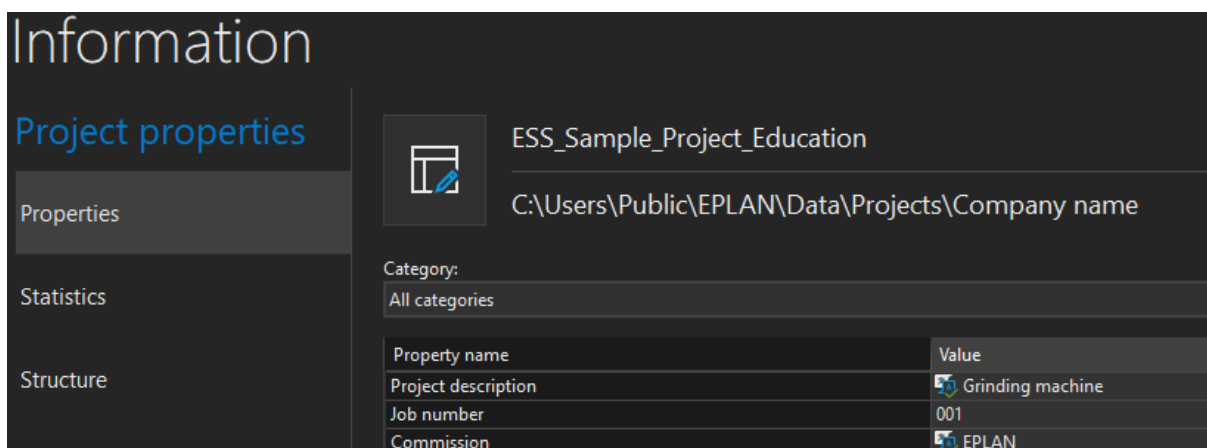 Information
Project properties
Properties
Statistics
Structure
ESS_Sample_Project_Education
C:\Users\Public\EPLAN\Data\Projects\Company name
Category:
All categories
Property name Value
Project description Grinding machine
Job number 001
Commission EPLAN